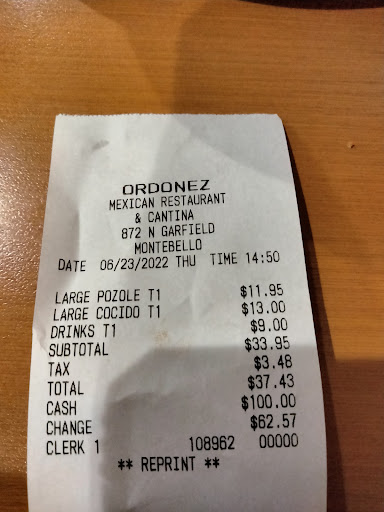 ORDONEZ
MEXICAN RESTAURANT
& CANTINA
872 N GARFIELD
MONTEBELLO
DATE 06/23/2022 THU TIME 14:50
LARGE POZOLE T1 $11.95
LARGE COCIDO T1 $13.00
DRINKS T1 $9.00
SUBTOTAL $33.95
TAX $3.48
TOTAL $37.43
CASH $100.00
CHANGE $62.57
CLERK 1 108962 00000
** REPRINT **